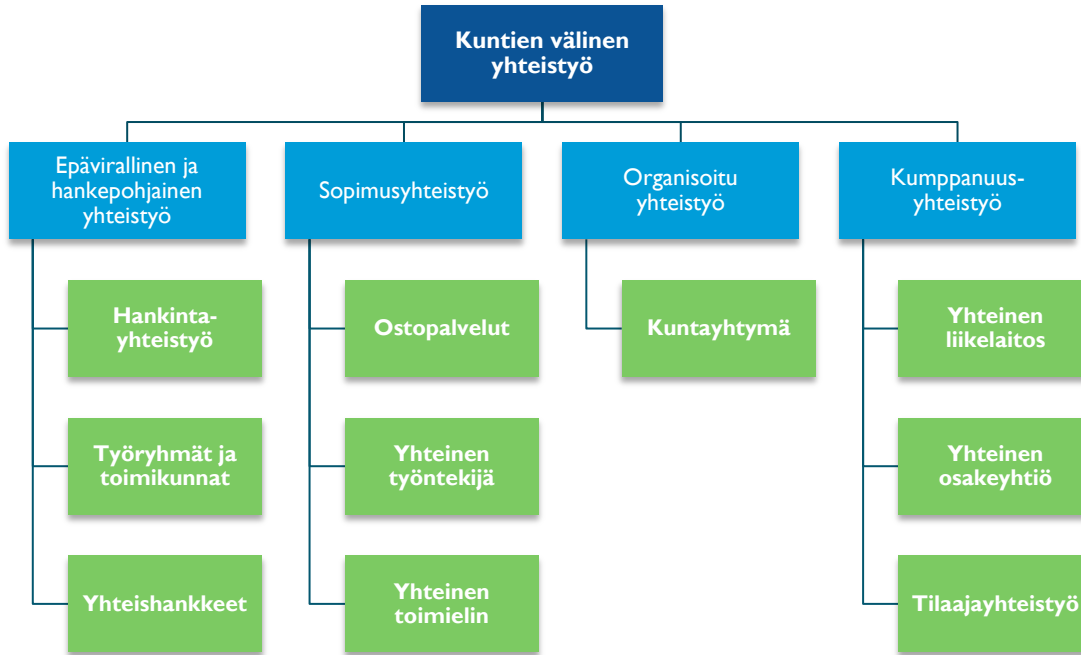 Kuntien välinen
yhteistyö
Epävirallinen ja
hankepohjainen
yhteistyö
Sopimusyhteistyö
Organisoitu
yhteistyö
Kumppanuus-
yhteistyö
Hankinta-
yhteistyö
Ostopalvelut
Kuntayhtymä
Yhteinen
liikelaitos
Työryhmät ja
toimikunnat
Yhteinen
työntekijä
Yhteinen
osakeyhtiö
Yhteishankkeet
Yhteinen
toimielin
Tilaajayhteistyö